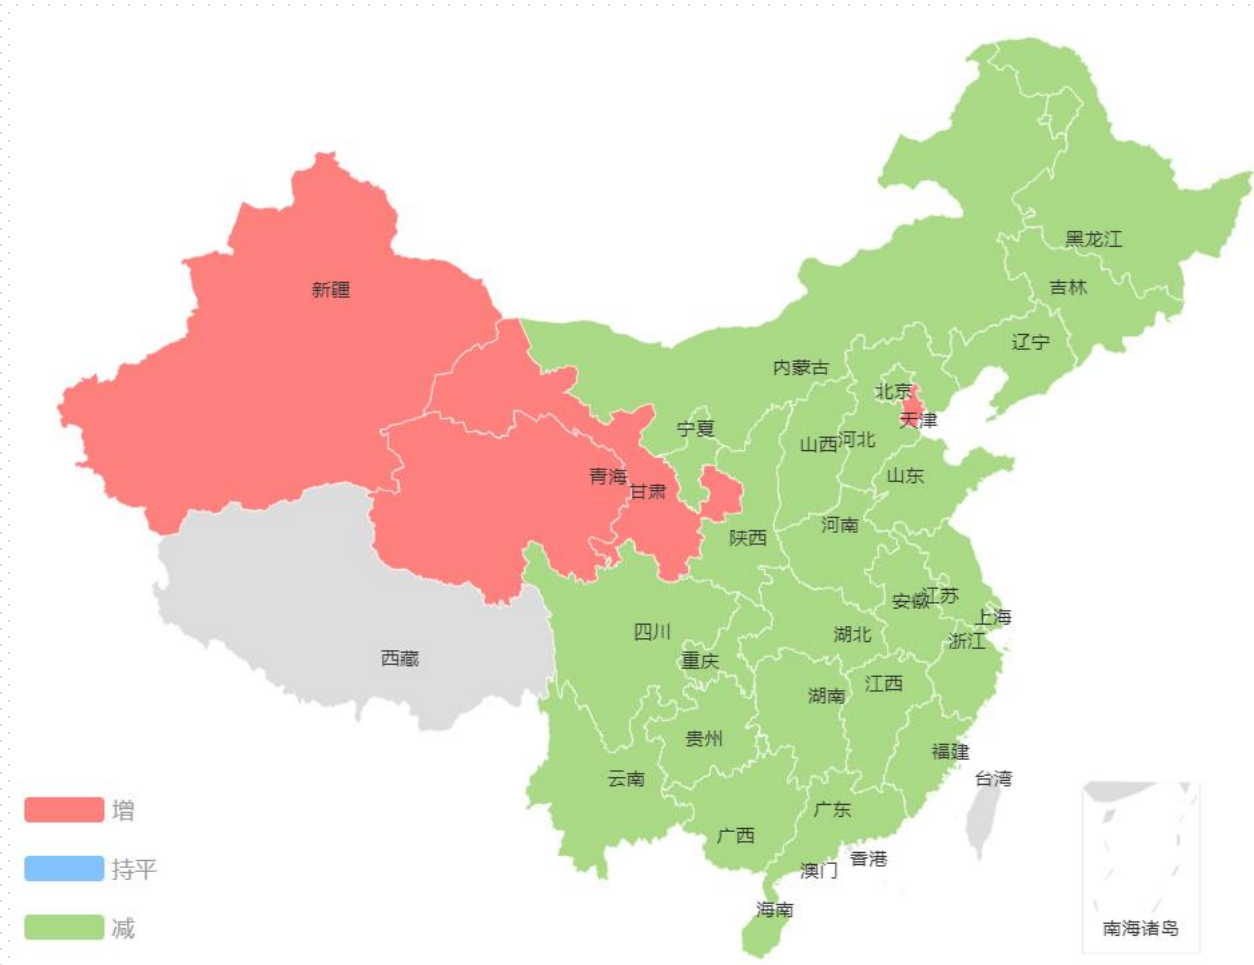 黑龙江
吉林
新疆
辽宁
内蒙古
北京
天津
宁夏
山西
河北
青海
甘肃
山东
河南
陕西
安徽
江苏
上海
四川
湖北
浙江
西藏
重庆
江西
湖南
贵州
福建
云南
台湾
增
广东
广西
香港
持平
澳门
海南
减
南海诸岛